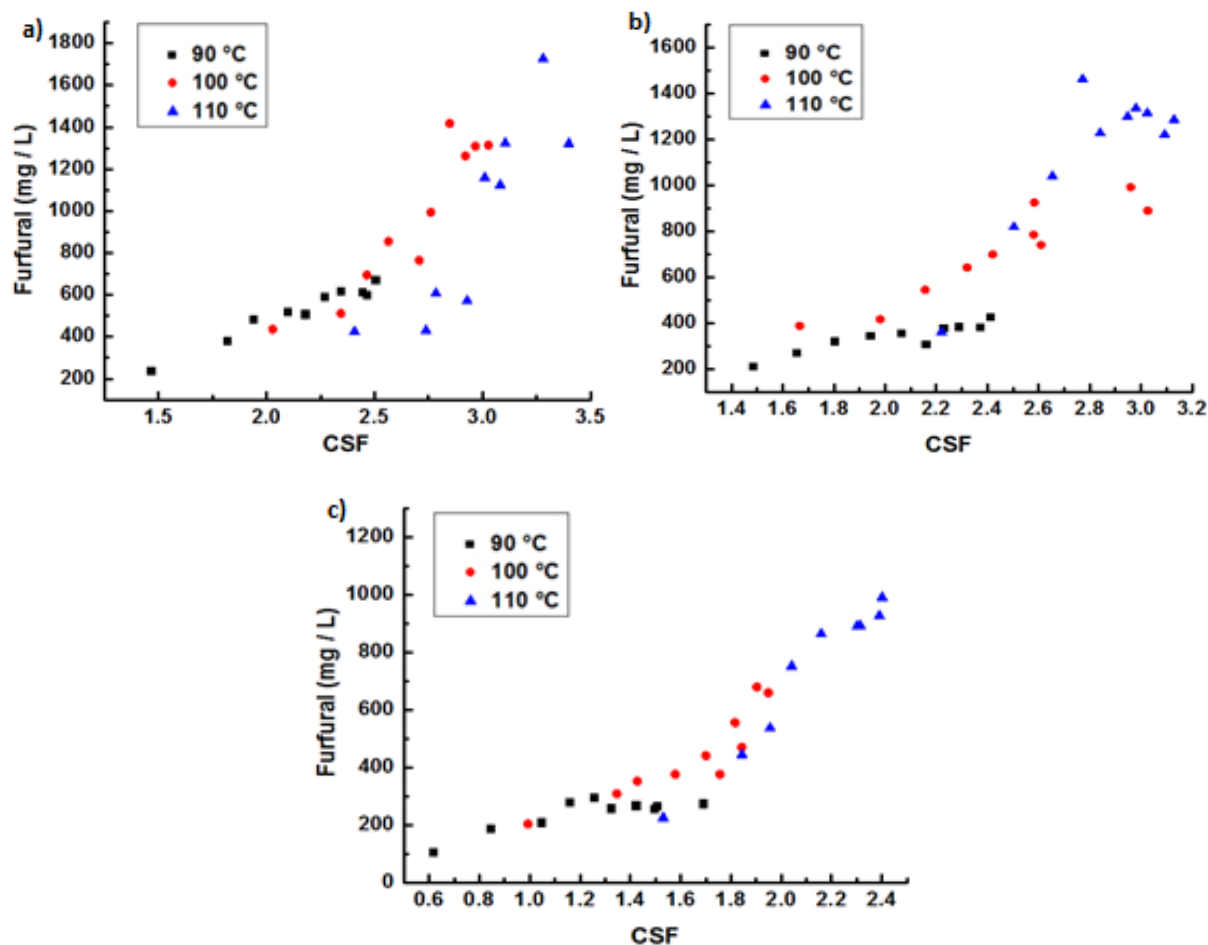 a)
90 °C
100 °C
110 °C
Furfural (mg / L)
1800
1600
1400
1200
1000
800
600
400
200
1.5 2.0 2.5 3.0 3.5
CSF
b)
90 °C
100 °C
110 °C
Furfural (mg / L)
1600
1400
1200
1000
800
600
400
200
1.4 1.6 1.8 2.0 2.2 2.4 2.6 2.8 3.0 3.2
CSF
c)
90 °C
100 °C
110 °C
Furfural (mg / L)
1200
1000
800
600
400
200
0
0.6 0.8 1.0 1.2 1.4 1.6 1.8 2.0 2.2 2.4
CSF